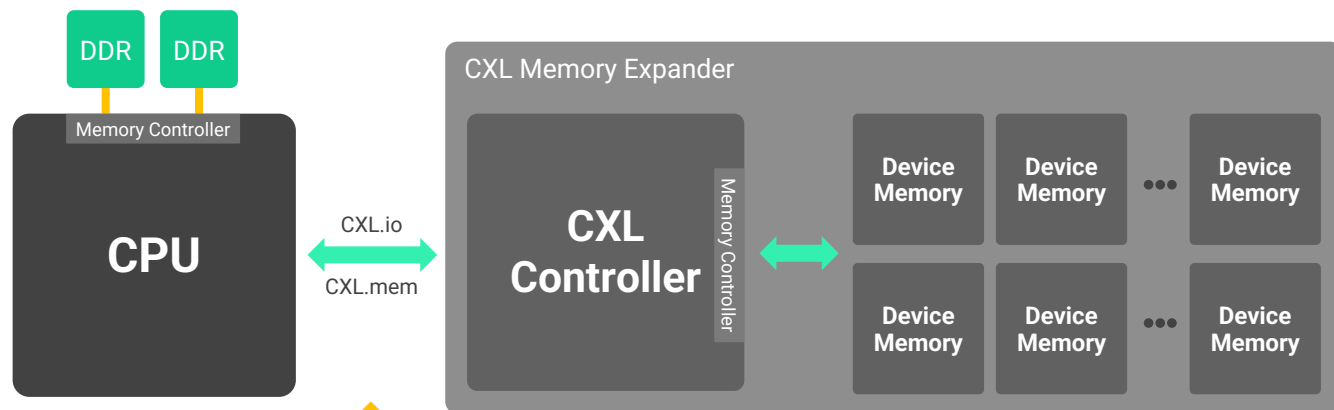 DDR
DDR
Memory Controller
CPU
CXL.io
CXL.mem
CXL Memory Expander
CXL
Controller
Memory Controller
Device
Memory
Device
Memory
Device
Memory
Device
Memory
Device
Memory
Device
Memory